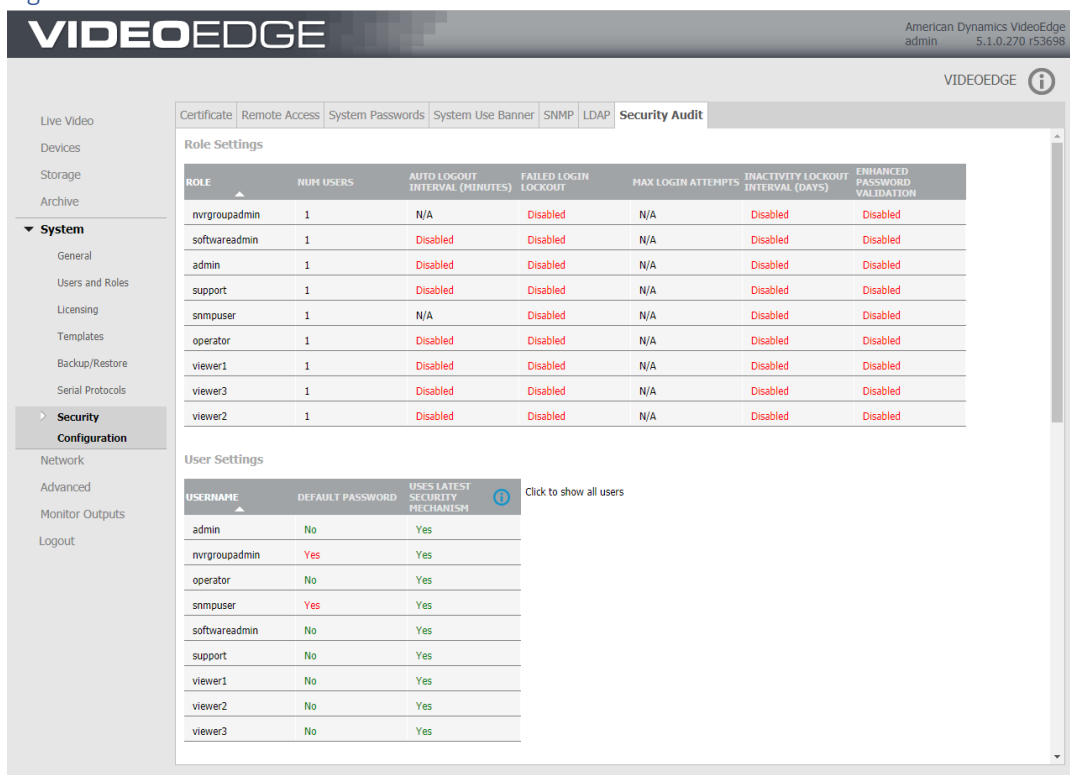 VIDEOEDGE
American Dynamics VideoEdge
admin 5.1.0.270 r53698
VIDEOEDGE
Live Video
Devices
Storage
Archive
System
General
Users and Roles
Licensing
Templates
Backup/Restore
Serial Protocols
Security
Configuration
Network
Advanced
Monitor Outputs
Logout
Certificate Remote Access System Passwords System Use Banner SNMP LDAP Security Audit
Role Settings
ROLE NUM USERS AUTO LOGOUT INTERVAL (MINUTES) FAILED LOGIN LOCKOUT MAX LOGIN ATTEMPTS INACTIVITY LOCKOUT INTERVAL (DAYS) ENHANCED PASSWORD VALIDATION
nvrgroupadmin 1 N/A Disabled N/A Disabled Disabled
softwareadmin 1 Disabled Disabled N/A Disabled Disabled
admin 1 Disabled Disabled N/A Disabled Disabled
support 1 Disabled Disabled N/A Disabled Disabled
snmpuser 1 N/A Disabled N/A Disabled Disabled
operator 1 Disabled Disabled N/A Disabled Disabled
viewer1 1 Disabled Disabled N/A Disabled Disabled
viewer3 1 Disabled Disabled N/A Disabled Disabled
viewer2 1 Disabled Disabled N/A Disabled Disabled
User Settings
USERNAME DEFAULT PASSWORD USES LATEST SECURITY MECHANISM
Click to show all users
admin No Yes
nvrgroupadmin Yes Yes
operator No Yes
snmpuser Yes Yes
softwareadmin No Yes
support No Yes
viewer1 No Yes
viewer2 No Yes
viewer3 No Yes